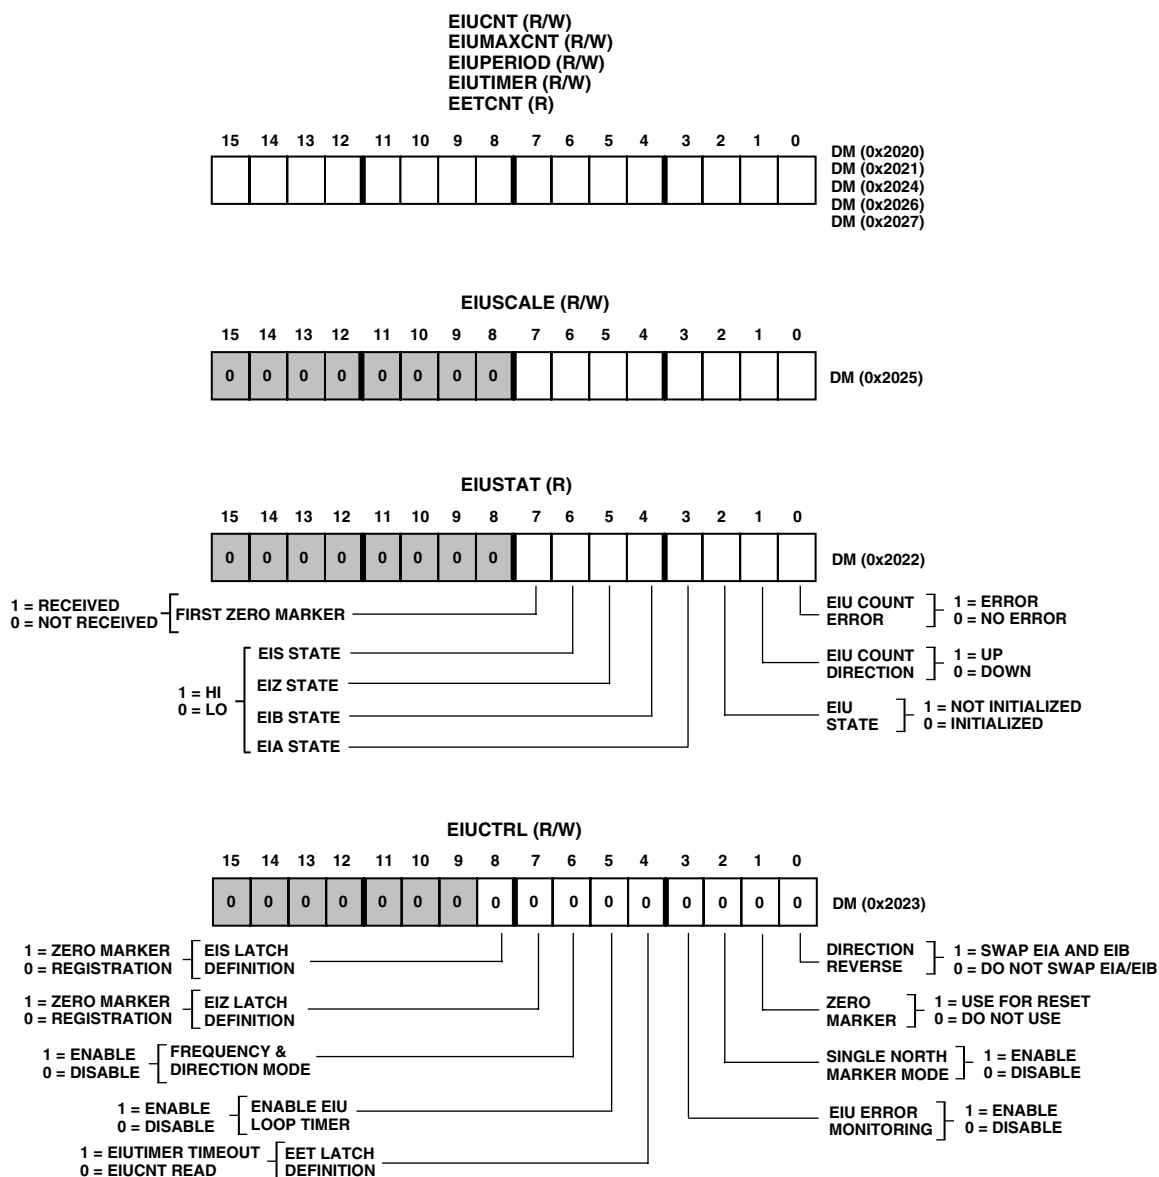 EIUCNT (R/W)
EIUMAXCNT (R/W)
EIUPERIOD (R/W)
EIUTIMER (R/W)
EETCNT (R)
15 14 13 12 11 10 9 8 7 6 5 4 3 2 1 0
DM (0x2020)
DM (0x2021)
DM (0x2024)
DM (0x2026)
DM (0x2027)
EIUSCALE (R/W)
15 14 13 12 11 10 9 8 7 6 5 4 3 2 1 0
0 0 0 0 0 0 0 0
DM (0x2025)
EIUSTAT (R)
15 14 13 12 11 10 9 8 7 6 5 4 3 2 1 0
0 0 0 0 0 0 0 0
DM (0x2022)
1 = RECEIVED
0 = NOT RECEIVED
FIRST ZERO MARKER
EIS STATE
EIZ STATE
EIB STATE
EIA STATE
1 = HI
0 = LO
EIU COUNT
ERROR
1 = ERROR
0 = NO ERROR
EIU COUNT
DIRECTION
1 = UP
0 = DOWN
EIU
STATE
1 = NOT INITIALIZED
0 = INITIALIZED
EIUCTRL (R/W)
15 14 13 12 11 10 9 8 7 6 5 4 3 2 1 0
0 0 0 0 0 0 0 0 0 0 0 0 0 0 0 0
DM (0x2023)
1 = ZERO MARKER
0 = REGISTRATION
EIS LATCH
DEFINITION
1 = ZERO MARKER
0 = REGISTRATION
EIZ LATCH
DEFINITION
1 = ENABLE
0 = DISABLE
FREQUENCY &
DIRECTION MODE
1 = ENABLE
0 = DISABLE
ENABLE EIU
LOOP TIMER
1 = EIUTIMER TIMEOUT
0 = EIUCNT READ
EET LATCH
DEFINITION
DIRECTION
REVERSE
1 = SWAP EIA AND EIB
0 = DO NOT SWAP EIA/EIB
ZERO
MARKER
1 = USE FOR RESET
0 = DO NOT USE
SINGLE NORTH
MARKER MODE
1 = ENABLE
0 = DISABLE
EIU ERROR
MONITORING
1 = ENABLE
0 = DISABLE